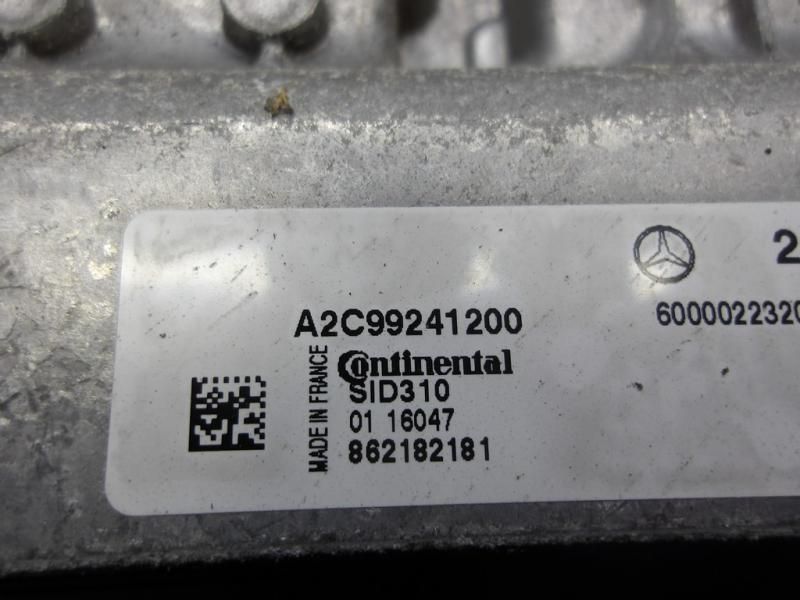 2
6000022320
A2C99241200
Continental
MADE IN FRANCE
SID310
01 16047
862182181